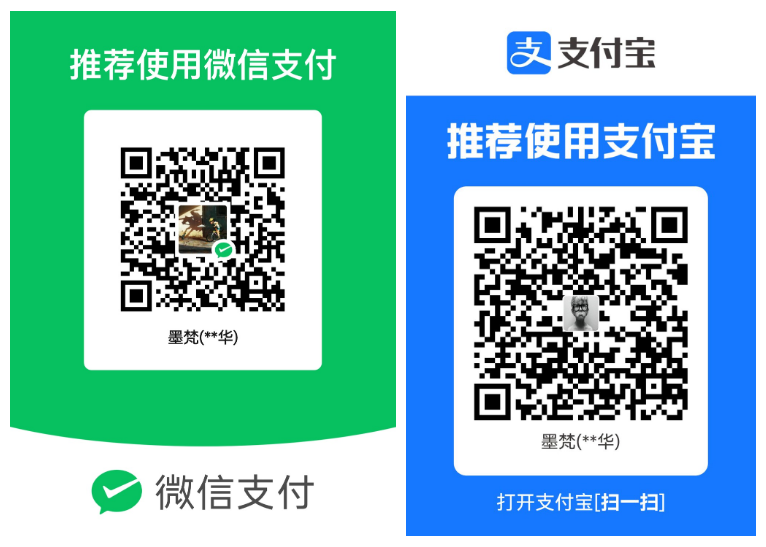 推荐使用微信支付
墨梵(**华)
微信支付
支 支付宝
推荐使用支付宝
墨梵(**华)
打开支付宝[扫一扫]